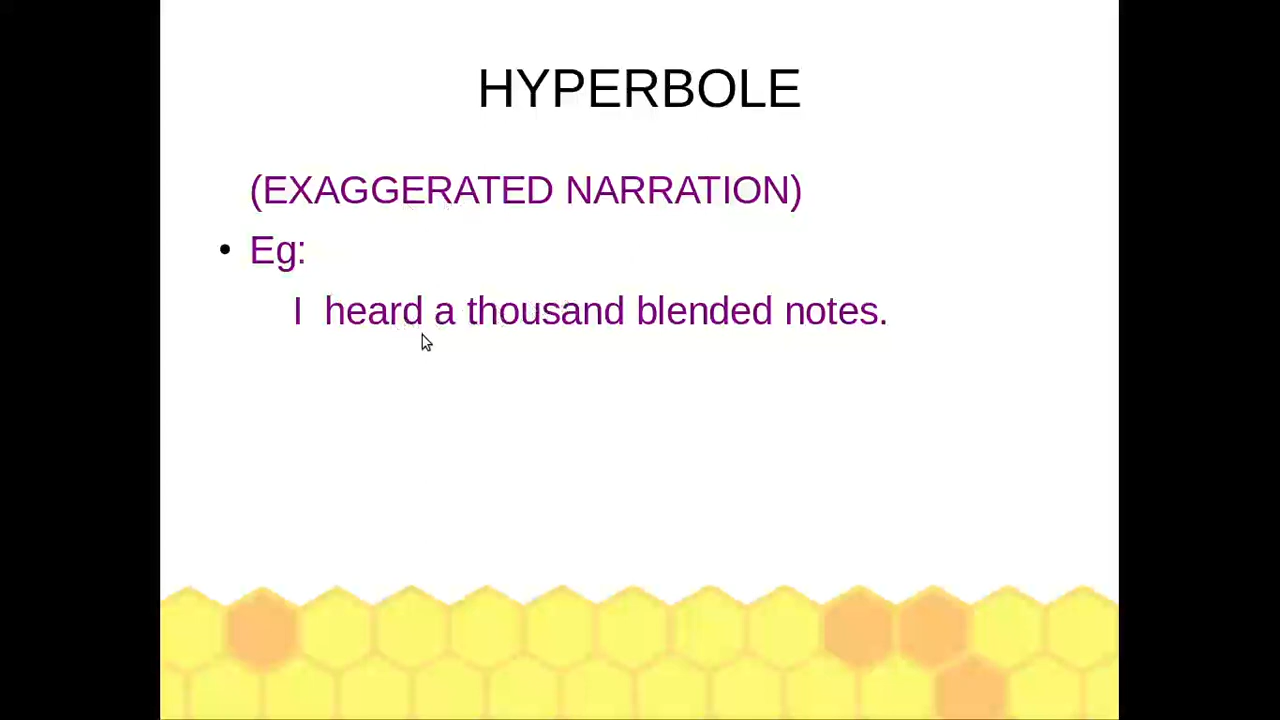 HYPERBOLE
(EXAGGERATED NARRATION)
• Eg:
I heard a thousand blended notes.